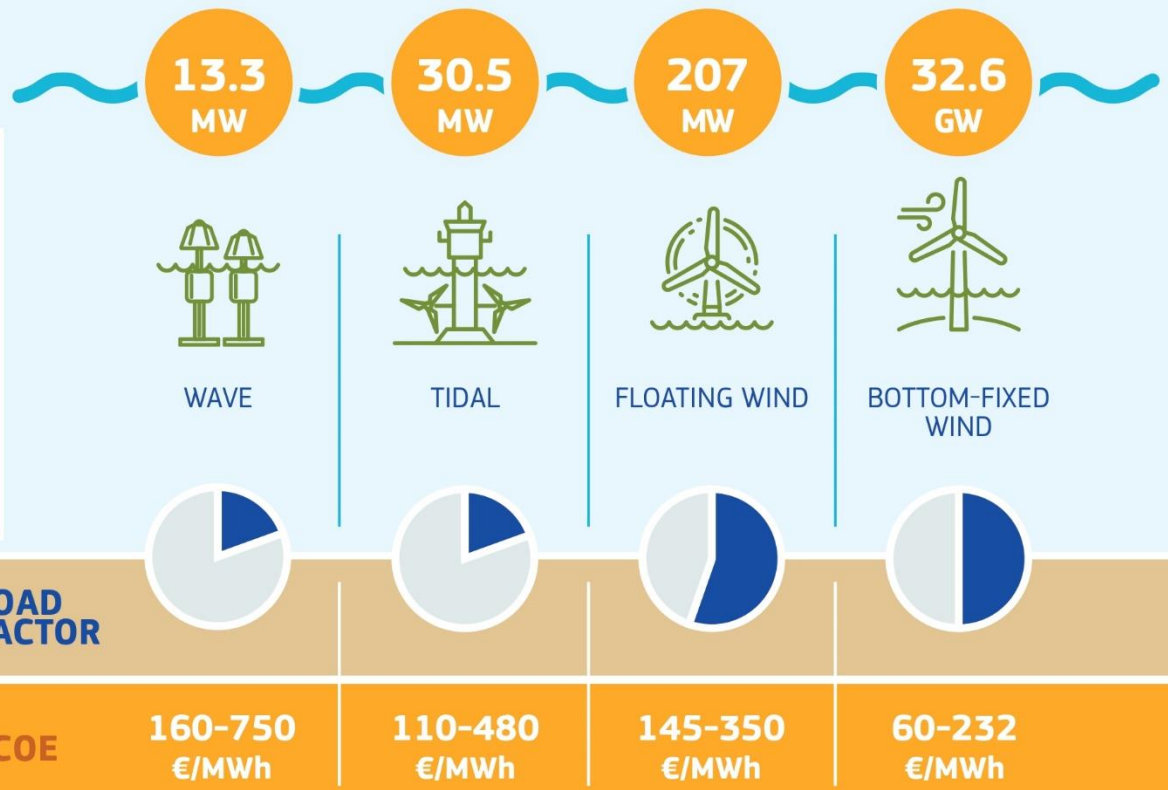 13.3
MW
30.5
MW
207
MW
32.6
GW
WAVE
TIDAL
FLOATING WIND
BOTTOM-FIXED
WIND
OAD
ACTOR
COE
160-750
€/MWh
110-480
€/MWh
145-350
€/MWh
60-232
€/MWh